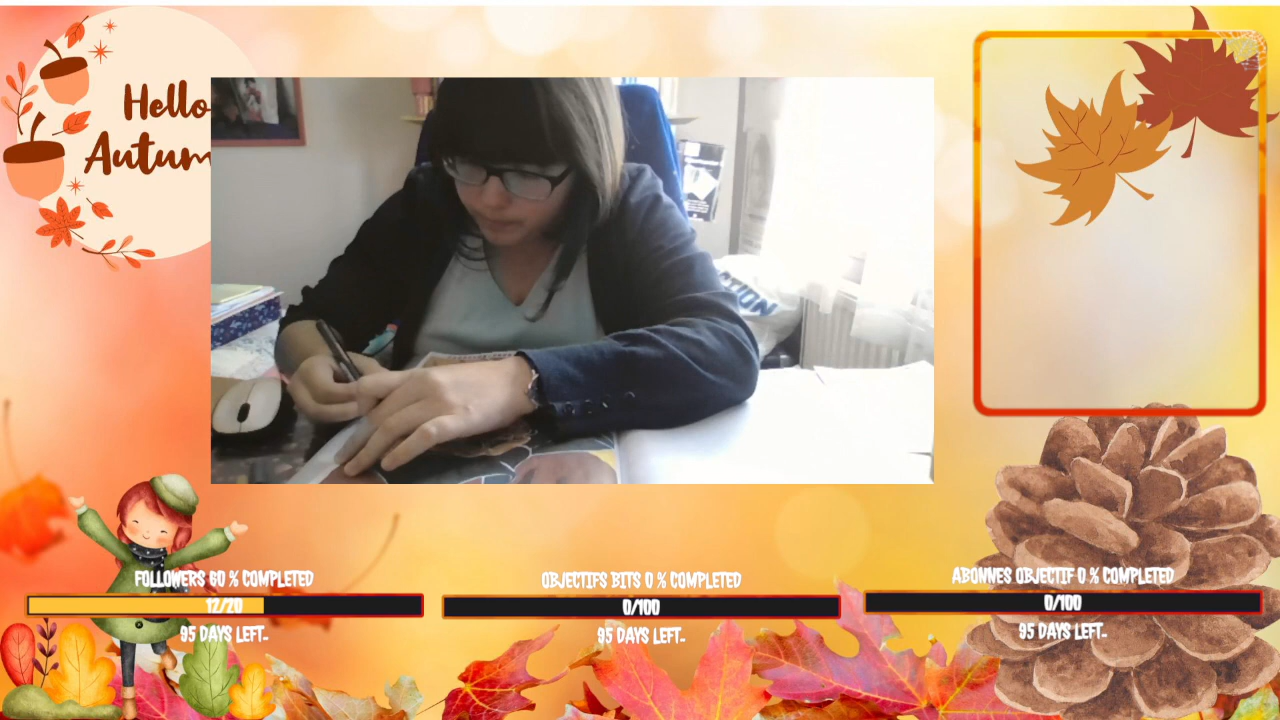 Hello
Autum
CTION
FOLLOWERS 60 % COMPLETED
12/20
95 DAYS LEFT..
OBJECTIFS BITS 0 % COMPLETED
0/100
95 DAYS LEFT..
ABONNES OBJECTIF 0 % COMPLETED
0/100
95 DAYS LEFT..